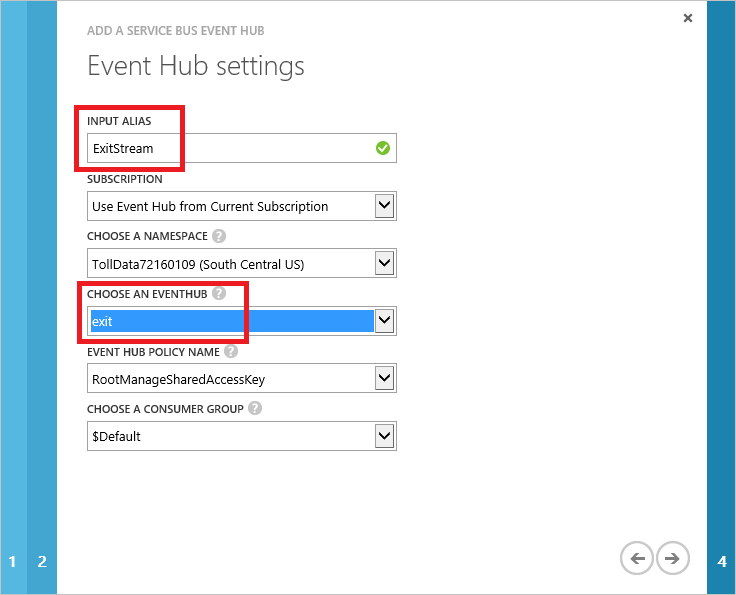 ADD A SERVICE BUS EVENT HUB
Event Hub settings
INPUT ALIAS
ExitStream
SUBSCRIPTION
Use Event Hub from Current Subscription
CHOOSE A NAMESPACE ?
TollData72160109 (South Central US)
CHOOSE AN EVENTHUB ?
exit
EVENT HUB POLICY NAME ?
RootManageSharedAccessKey
CHOOSE A CONSUMER GROUP ?
$Default
1 2 4